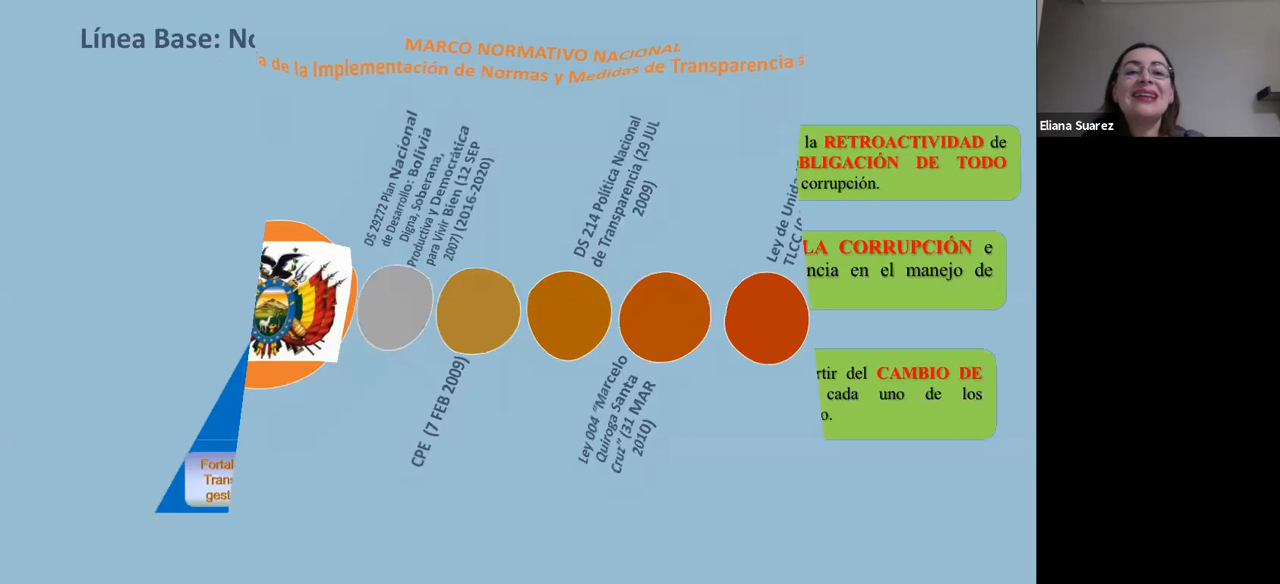 Línea Base:
MARCO NORMATIVO NACIONAL
a de la Implementación de Normas y Medidas de Transparencia
DS 29272 Plan Nacional
de Desarrollo: Bolivia
Digna, Soberana,
Productiva y Democrática
para Vivir Bien (12 SEP
2007) (2016-2020)
CPE (7 FEB 2009)
DS 214 Política Nacional
de Transparencia (29 JUL
2009)
Ley 004 "Marcelo
Quiroga Santa
Cruz" (31 MAR
2010)
Ley de
TLCC
la RETROACTIVIDAD de
BLIGACIÓN DE TODO
corrupción.
LA CORRUPCIÓN e
ncia en el manejo de
rtir del CAMBIO DE
cada uno de los
o.
Fortal
Trans
gest
Eliana Suarez